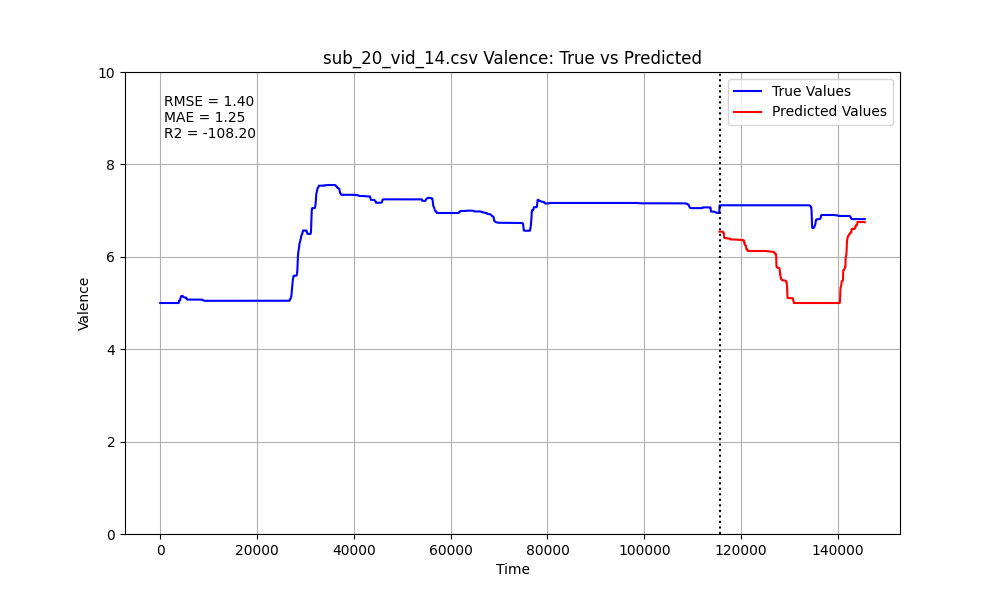 sub_20_vid_14.csv Valence: True vs Predicted
10
8
6
4
2
0
Valence
RMSE = 1.40
MAE = 1.25
R2 = -108.20
True Values
Predicted Values
0 20000 40000 60000 80000 100000 120000 140000
Time